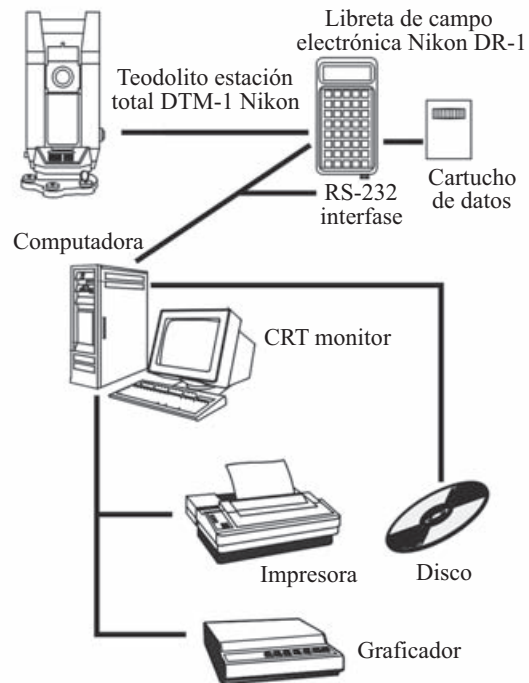 Libreta de campo
electrónica Nikon DR-1
Teodolito estación
total DTM-1 Nikon
RS-232
interfase
Cartucho
de datos
Computadora
CRT monitor
Impresora
Disco
Graficador